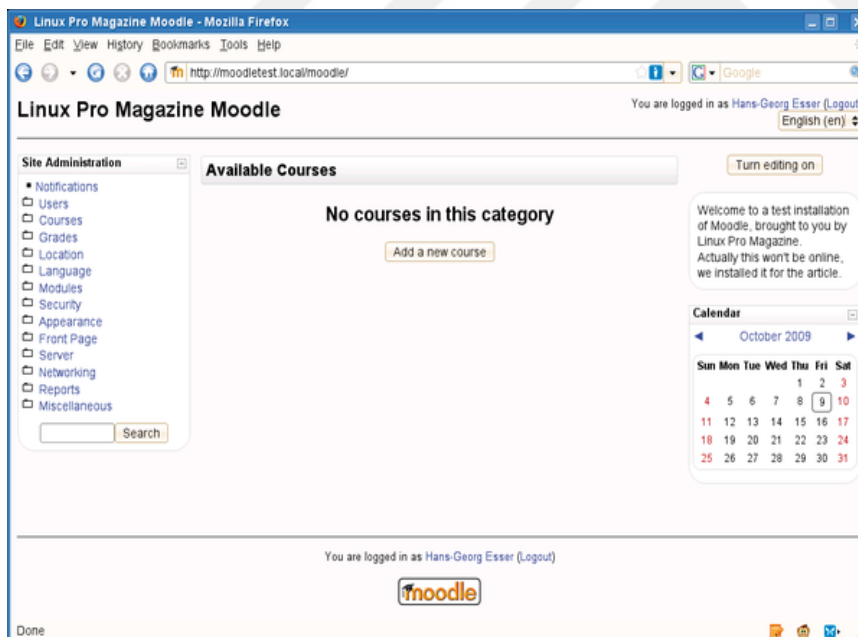 Linux Pro Magazine Moodle - Mozilla Firefox
File Edit View History Bookmarks Tools Help
http://moodletest.local/moodle/
Google
Linux Pro Magazine Moodle
You are logged in as Hans-Georg Esser (Logout
English (en)
Site Administration
Notifications
Users
Courses
Grades
Location
Language
Modules
Security
Appearance
Front Page
Server
Networking
Reports
Miscellaneous
Search
Available Courses
No courses in this category
Add a new course
Turn editing on
Welcome to a test installation
of Moodle, brought to you by
Linux Pro Magazine.
Actually this won't be online,
we installed it for the article.
Calendar
October 2009
Sun Mon Tue Wed Thu Fri Sat
1 2 3
4 5 6 7 8 9 10
11 12 13 14 15 16 17
18 19 20 21 22 23 24
25 26 27 28 29 30 31
You are logged in as Hans-Georg Esser (Logout)
moodle
Done